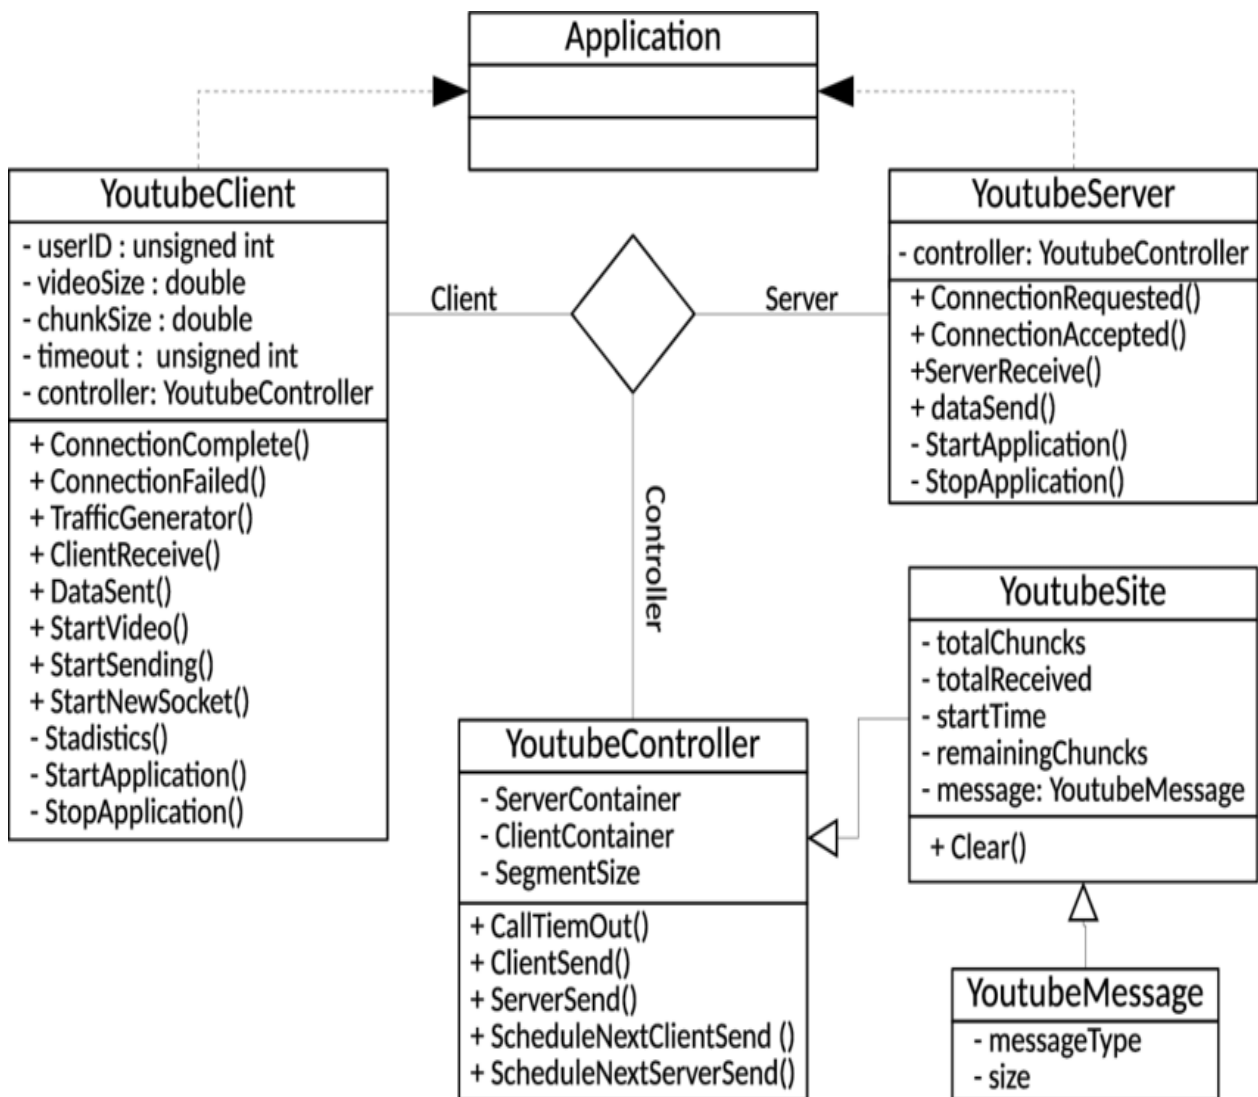 Application
YoutubeClient
- userID : unsigned int
- videoSize : double
- chunkSize : double
- timeout :  unsigned int
- controller: YoutubeController
+ ConnectionComplete()
+ ConnectionFailed()
+ TrafficGenerator()
+ ClientReceive()
+ DataSent()
+ StartVideo()
+ StartSending()
+ StartNewSocket()
- Stadistics()
- StartApplication()
- StopApplication()
Client
Server
Controller
YoutubeServer
- controller: YoutubeController
+ ConnectionRequested()
+ ConnectionAccepted()
+ServerReceive()
+ dataSend()
- StartApplication()
- StopApplication()
YoutubeController
- ServerContainer
- ClientContainer
- SegmentSize
+ CallTiemOut()
+ ClientSend()
+ ServerSend()
+ ScheduleNextClientSend ()
+ ScheduleNextServerSend()
YoutubeSite
- totalChuncks
- totalReceived
- startTime
- remainingChuncks
- message: YoutubeMessage
+ Clear()
YoutubeMessage
- messageType
- size